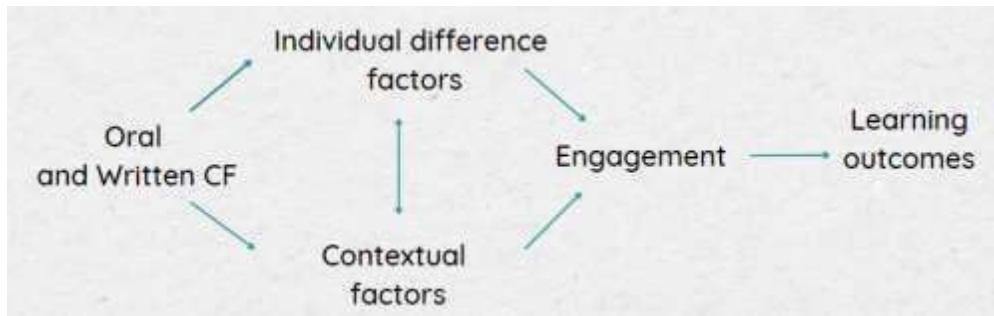 Individual difference
factors
Oral
and Written CF
Engagement
Learning
outcomes
Contextual
factors